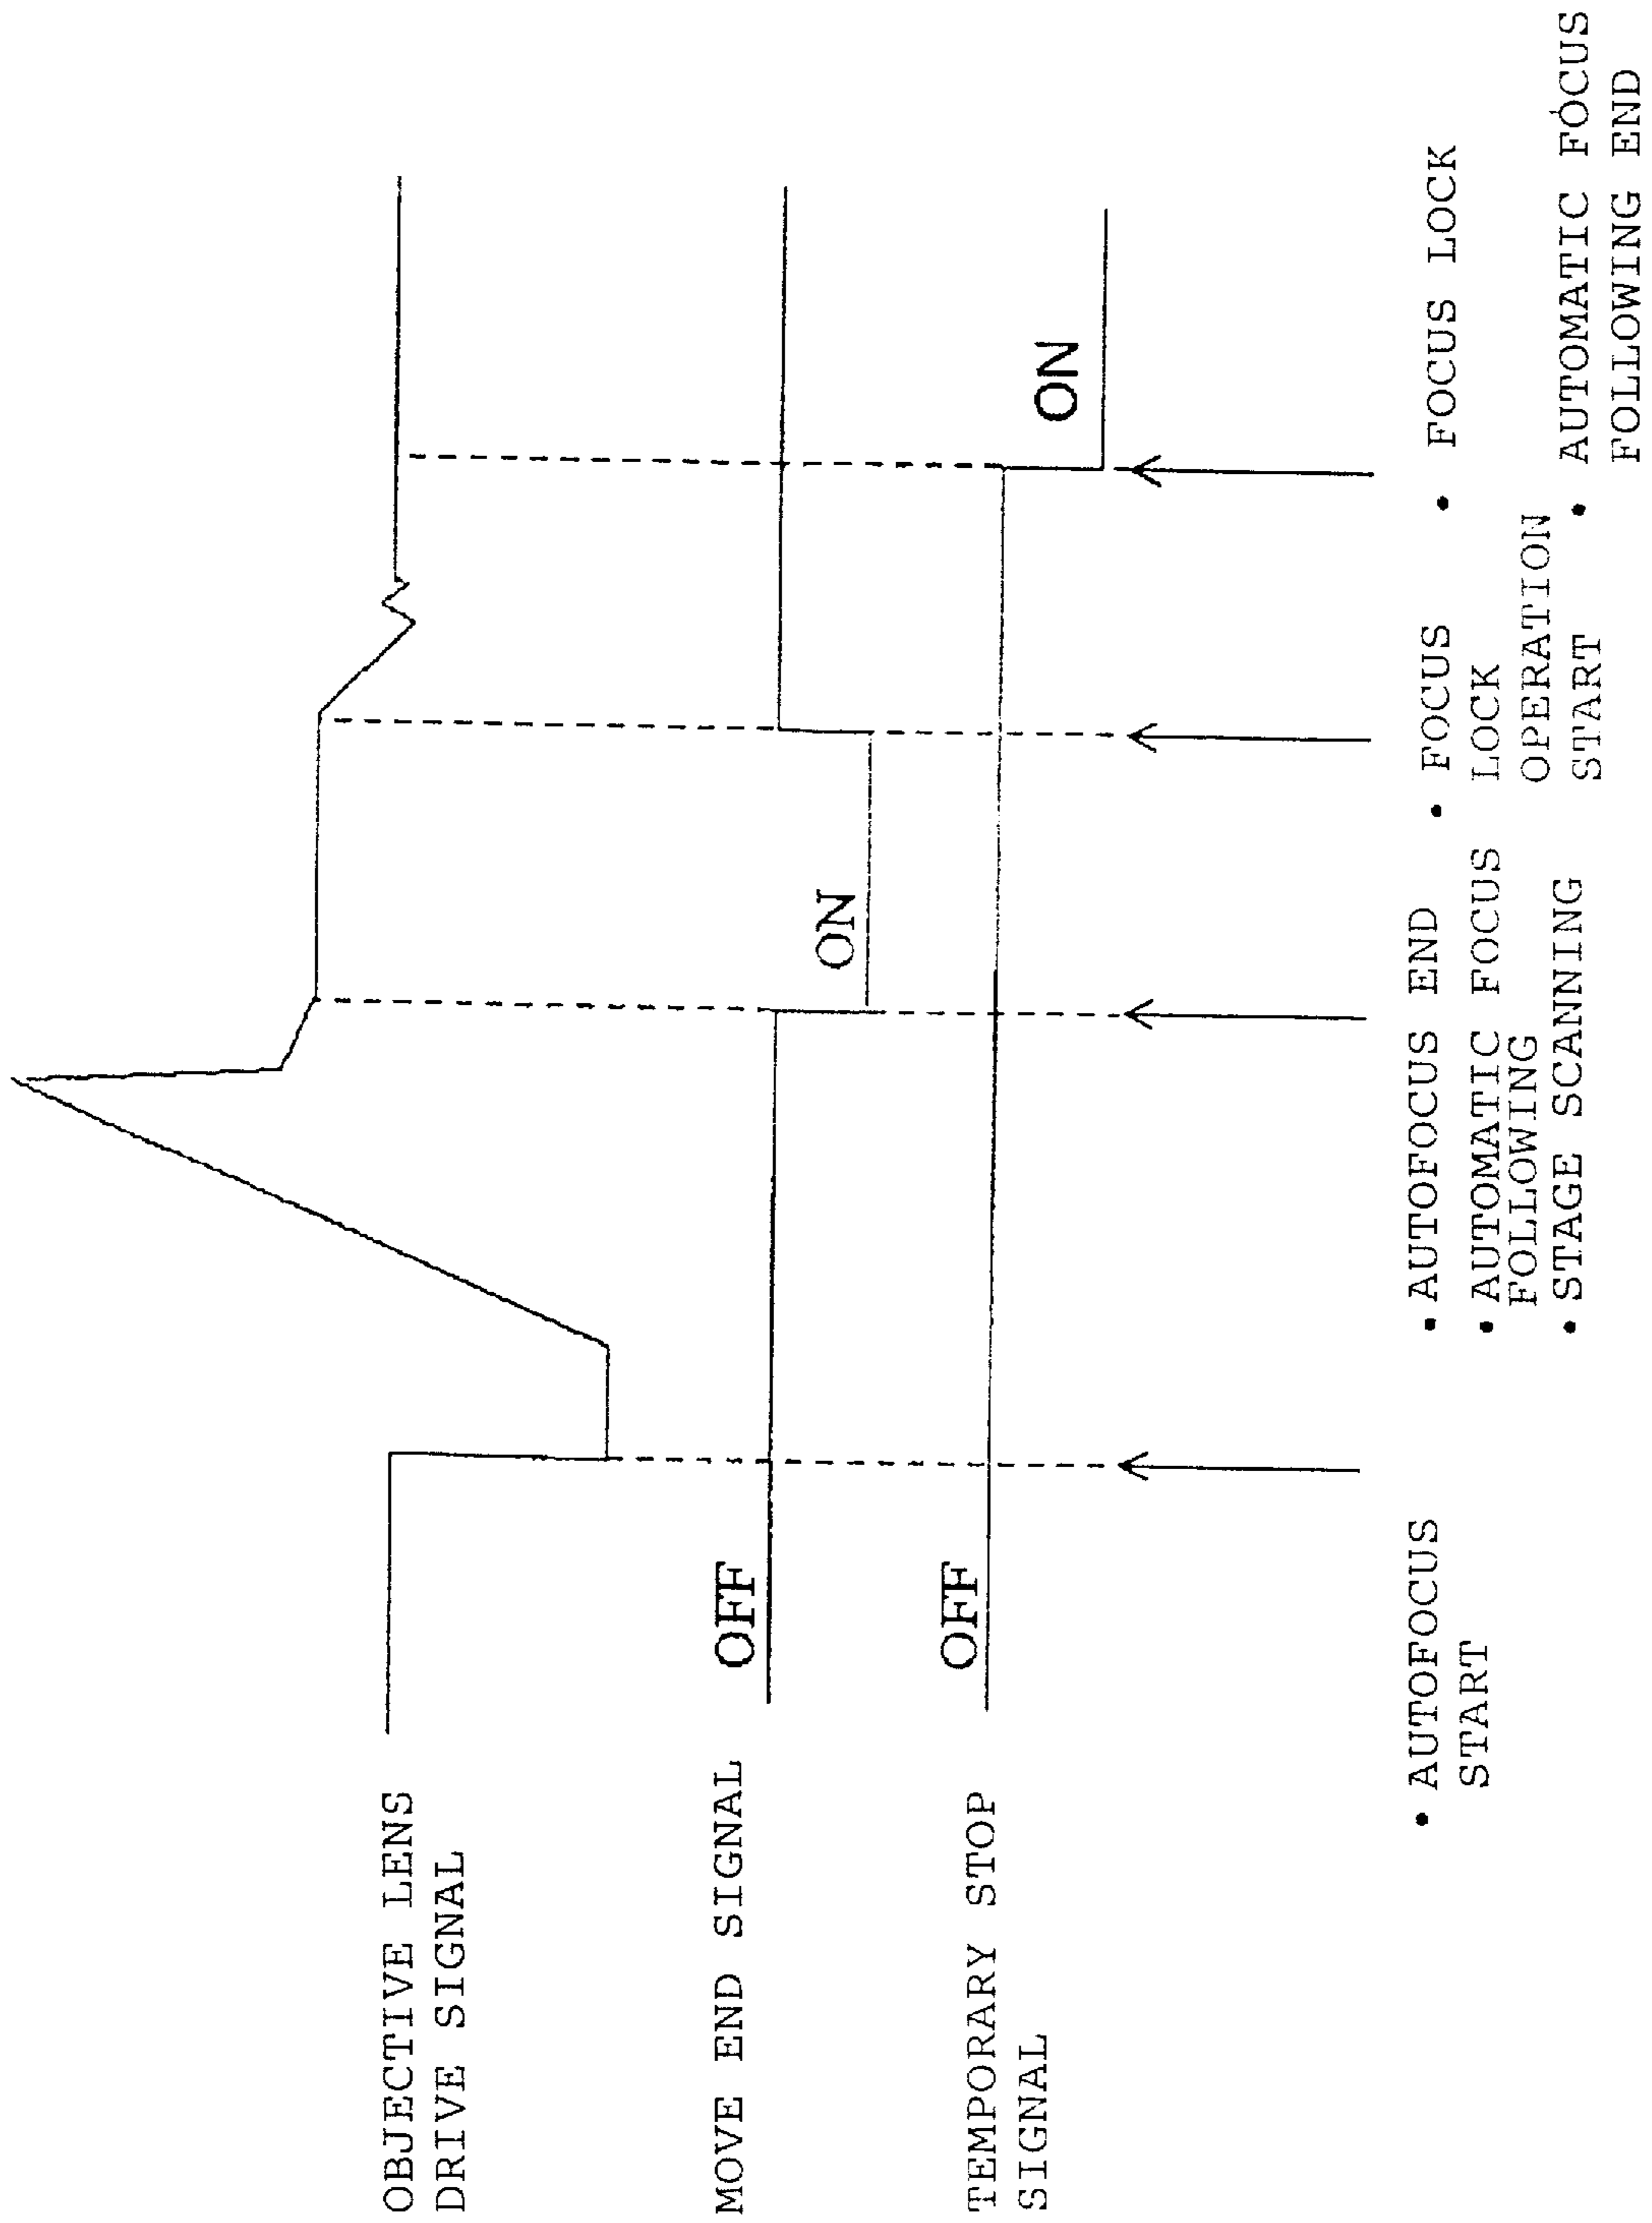 OBJECTIVE LENS
DRIVE SIGNAL
MOVE END SIGNAL
OFF
ON
TEMPORARY STOP
SIGNAL
OFF
ON
• AUTOFOCUS
START
• AUTOFOCUS END
• AUTOMATIC FOCUS
FOLLOWING
• STAGE SCANNING
• FOCUS
LOCK
OPERATION
START
• FOCUS LOCK
• AUTOMATIC FOCUS
FOLLOWING END